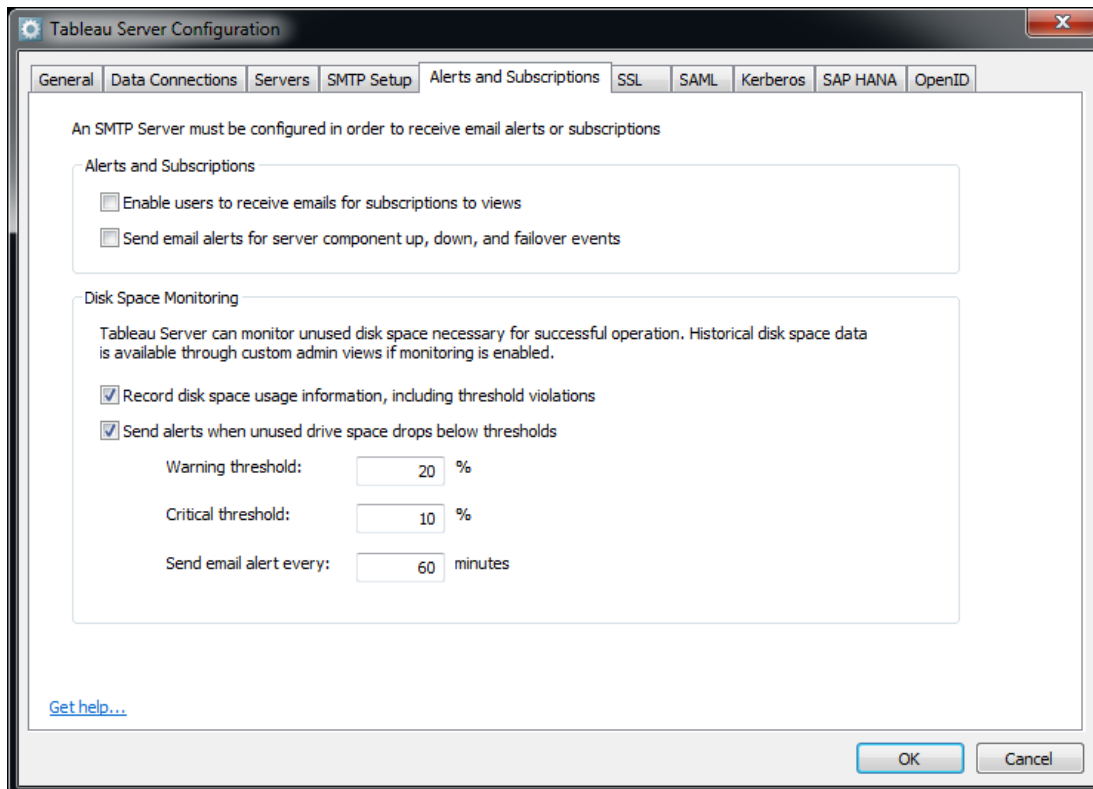 Tableau Server Configuration
General Data Connections Servers SMTP Setup Alerts and Subscriptions SSL SAML Kerberos SAP HANA OpenID
An SMTP Server must be configured in order to receive email alerts or subscriptions
Alerts and Subscriptions
Enable users to receive emails for subscriptions to views
Send email alerts for server component up, down, and failover events
Disk Space Monitoring
Tableau Server can monitor unused disk space necessary for successful operation. Historical disk space data
is available through custom admin views if monitoring is enabled.
Record disk space usage information, including threshold violations
Send alerts when unused drive space drops below thresholds
Warning threshold: 20 %
Critical threshold: 10 %
Send email alert every: 60 minutes
Get help...
OK Cancel